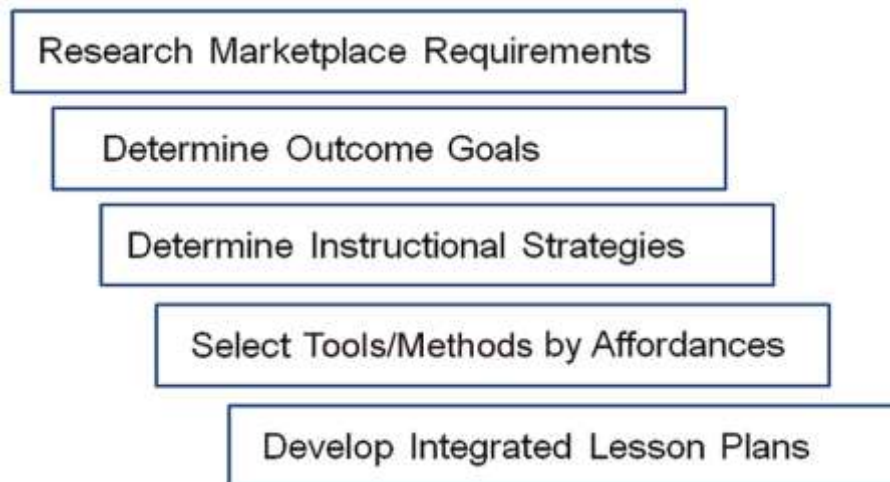 Research Marketplace Requirements
Determine Outcome Goals
Determine Instructional Strategies
Select Tools/Methods by Affordances
Develop Integrated Lesson Plans